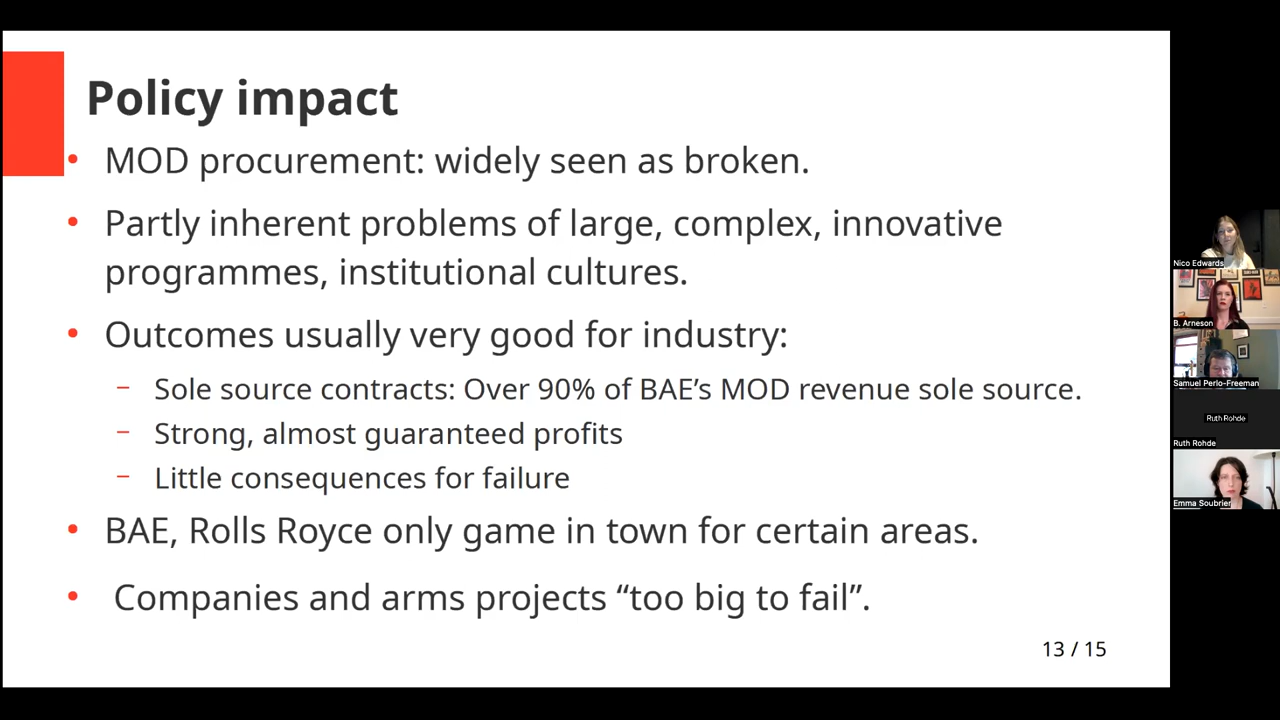 Policy impact
• MOD procurement: widely seen as broken.
• Partly inherent problems of large, complex, innovative
programmes, institutional cultures.
• Outcomes usually very good for industry:
– Sole source contracts: Over 90% of BAE’s MOD revenue sole source.
– Strong, almost guaranteed profits
– Little consequences for failure
• BAE, Rolls Royce only game in town for certain areas.
• Companies and arms projects “too big to fail”.
13 / 15
Nico Edwards
B. Arneson
Samuel Perlo-Freeman
Ruth Rohde
Ruth Rohde
Emma Soubrier